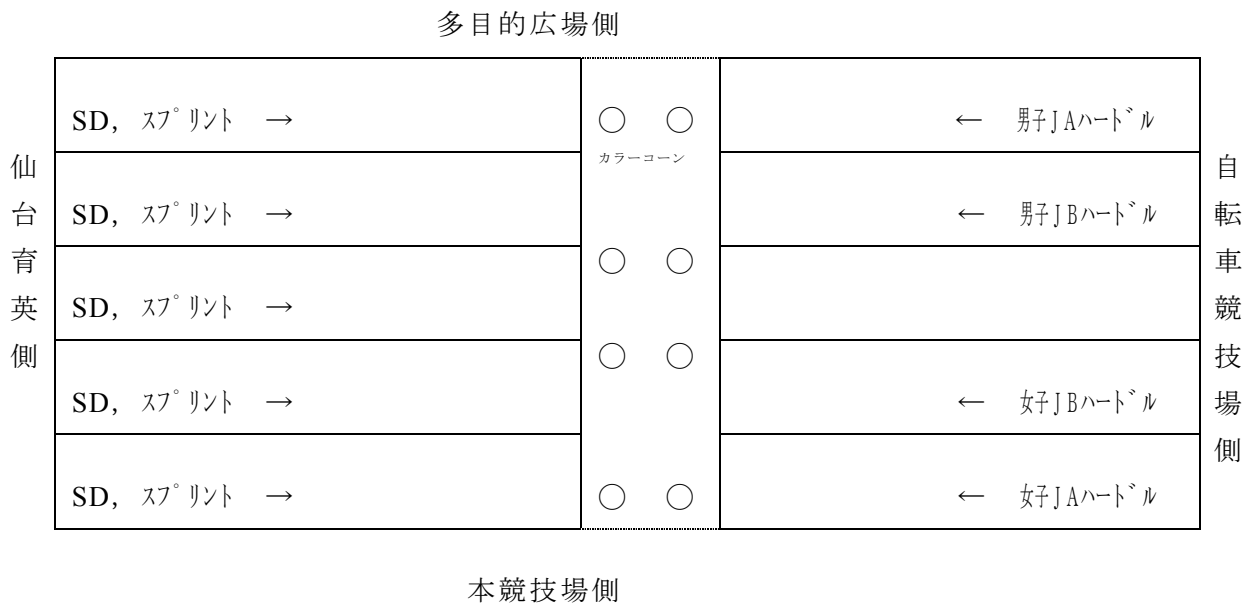 多目的広場側
SD，ｽﾌﾟﾘﾝﾄ →
○ ○
← 男子JAﾊｰﾄﾞﾙ
カラーコーン
仙台育英側
自転車競技場側
SD，ｽﾌﾟﾘﾝﾄ →
← 男子JBﾊｰﾄﾞﾙ
○ ○
SD，ｽﾌﾟﾘﾝﾄ →
○ ○
SD，ｽﾌﾟﾘﾝﾄ →
← 女子JBﾊｰﾄﾞﾙ
SD，ｽﾌﾟﾘﾝﾄ →
○ ○
← 女子JAﾊｰﾄﾞﾙ
本競技場側